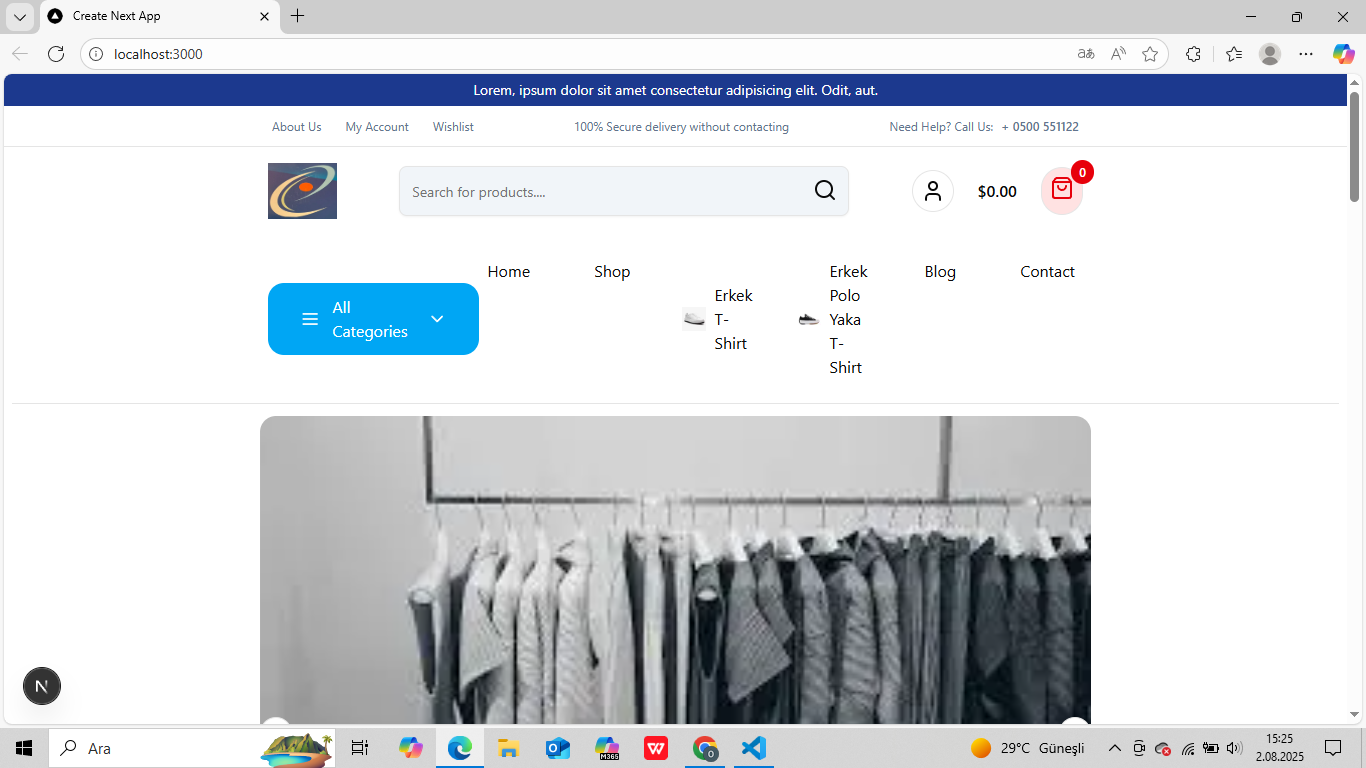 Create Next App
localhost:3000
Lorem, ipsum dolor sit amet consectetur adipisicing elit. Odit, aut.
About Us My Account Wishlist 100% Secure delivery without contacting Need Help? Call Us: + 0500 551122
Search for products....
$0.00
0
Home Shop Erkek Blog Contact
All Categories
Erkek
T-
Shirt
Polo
Yaka
T-
Shirt
N
Ara
M365
W
O
29°C Güneşli
15:25
2.08.2025